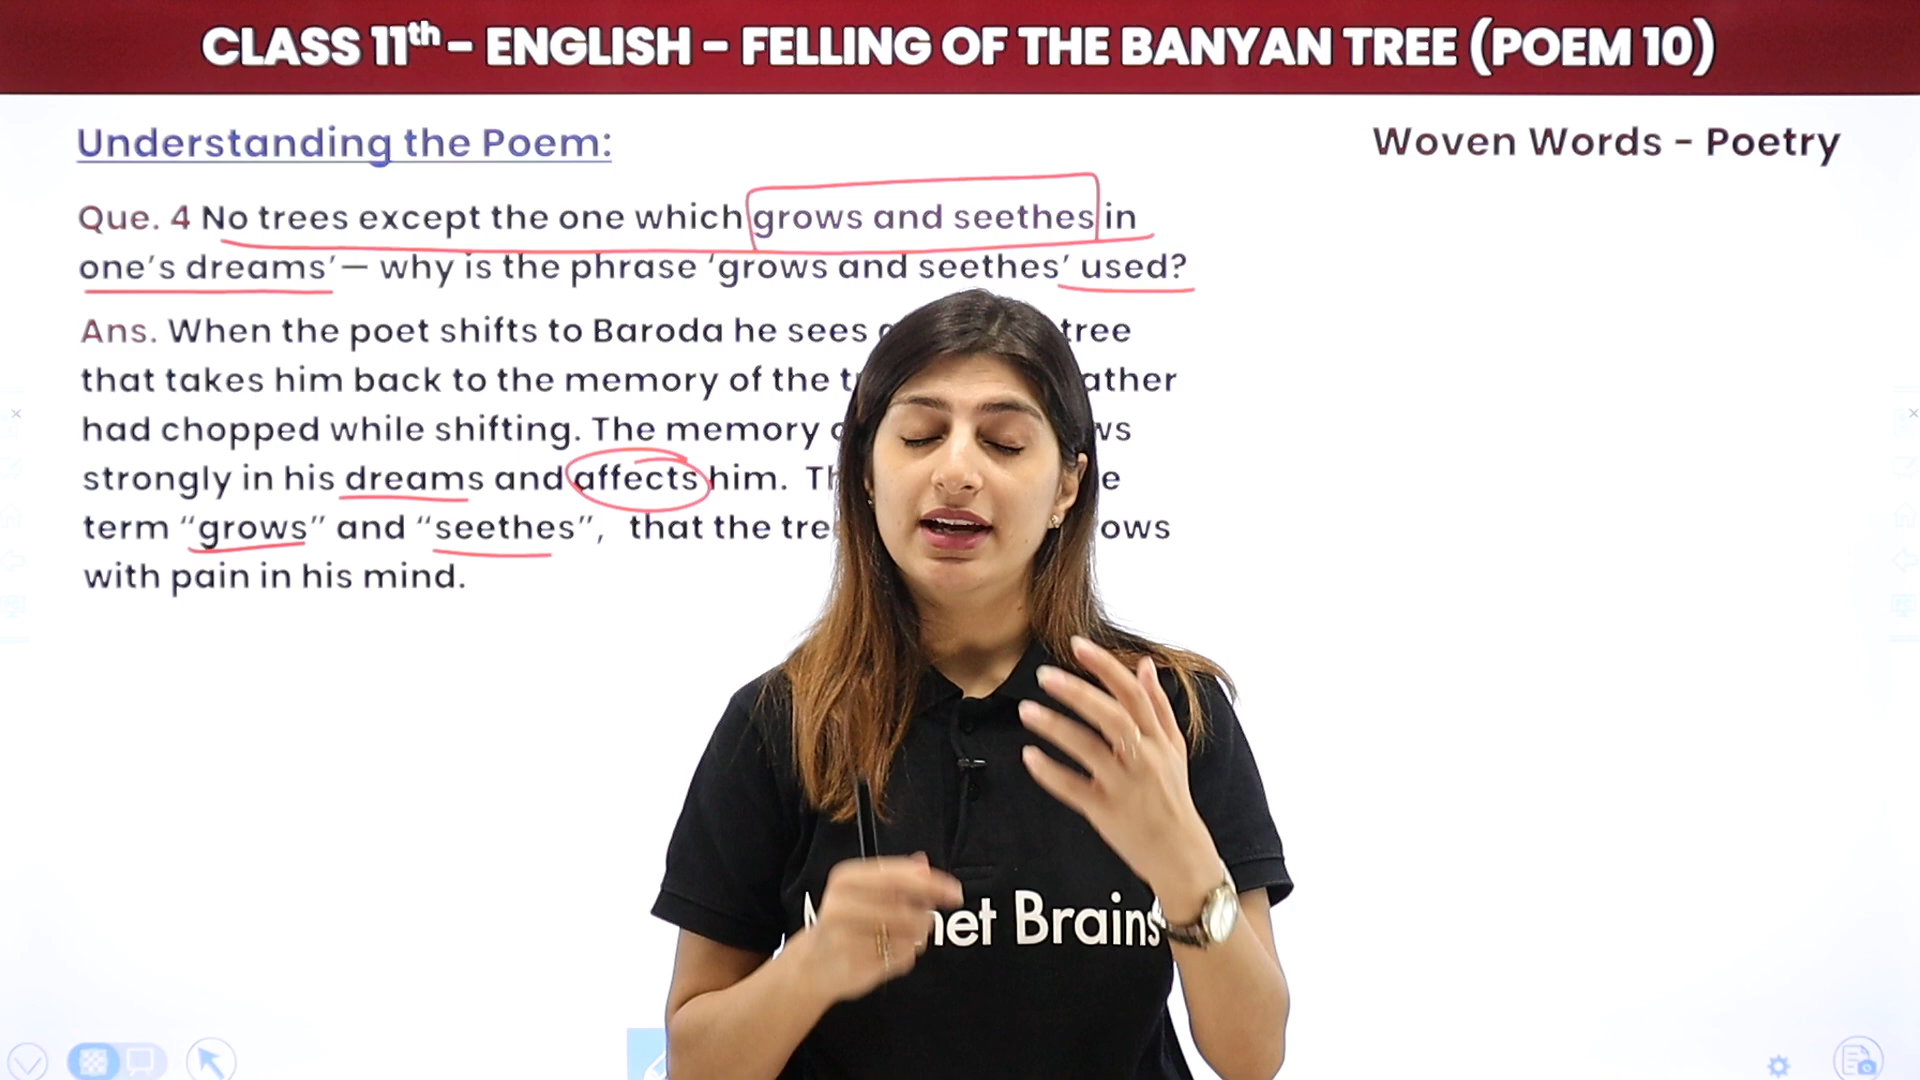 CLASS 11th – ENGLISH – FELLING OF THE BANYAN TREE (POEM 10)
Understanding the Poem:
Woven Words - Poetry
Que. 4 No trees except the one which grows and seethes in
one's dreams'— why is the phrase 'grows and seethes' used?
Ans. When the poet shifts to Baroda he sees tree
that takes him back to the memory of the
had chopped while shifting. The memory
strongly in his dreams and affects him.
term "grows" and "seethes", that the
with pain in his mind.
Brains